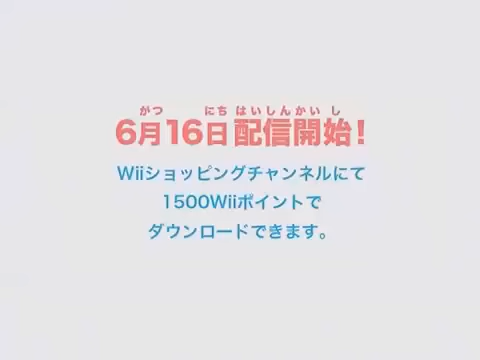 がつ にち はいしんかいし
6月16日配信開始!
Wiiショッピングチャンネルにて
1500Wiiポイントで
ダウンロードできます。